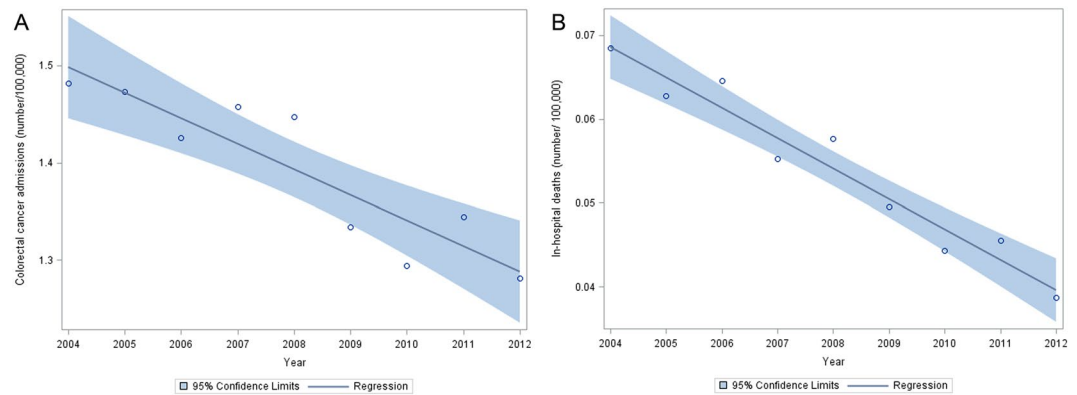 A
Colorectal cancer admissions (number/100,000)
1.5
1.4
1.3
2004 2005 2006 2007 2008 2009 2010 2011 2012
Year
95% Confidence Limits Regression
B
In-hospital deaths (number/ 100,000)
0.07
0.06
0.05
0.04
2004 2005 2006 2007 2008 2009 2010 2011 2012
Year
95% Confidence Limits Regression